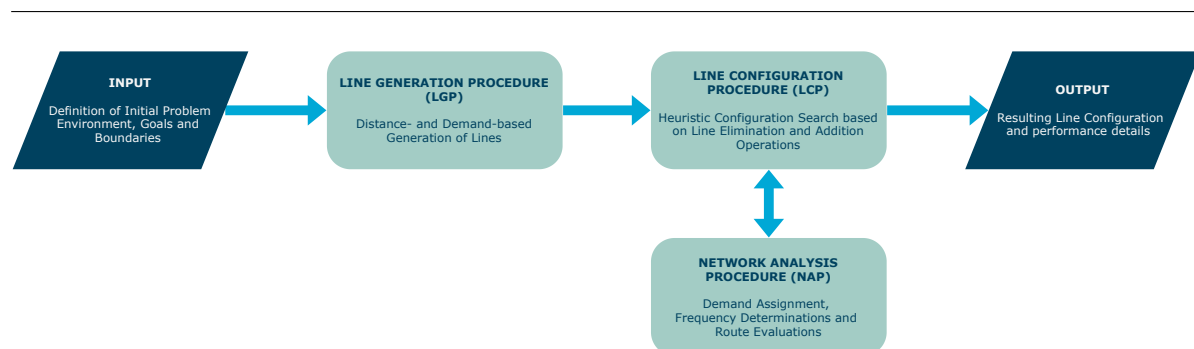 INPUT
Definition of Initial Problem
Environment, Goals and
Boundaries
LINE GENERATION PROCEDURE
(LGP)
Distance- and Demand-based
Generation of Lines
LINE CONFIGURATION
PROCEDURE (LCP)
Heuristic Configuration Search based
on Line Elimination and Addition
Operations
OUTPUT
Resulting Line Configuration
and performance details
NETWORK ANALYSIS
PROCEDURE (NAP)
Demand Assignment,
Frequency Determinations and
Route Evaluations